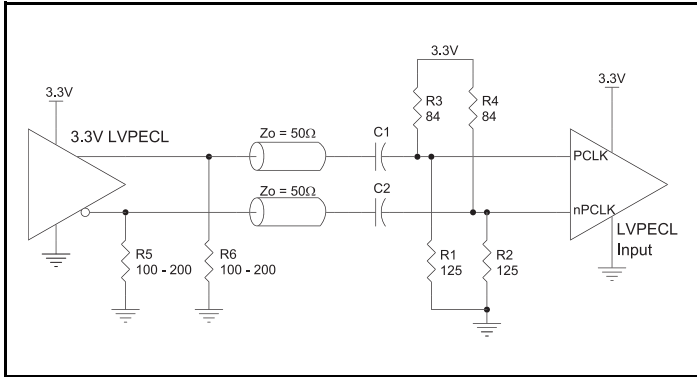 3.3V
3.3V
3.3V
3.3V LVPECL
R3
84
R4
84
Zo = 50Ω
C1
PCLK
Zo = 50Ω
C2
nPCLK
LVPECL
Input
R5
100 - 200
R6
100 - 200
R1
125
R2
125